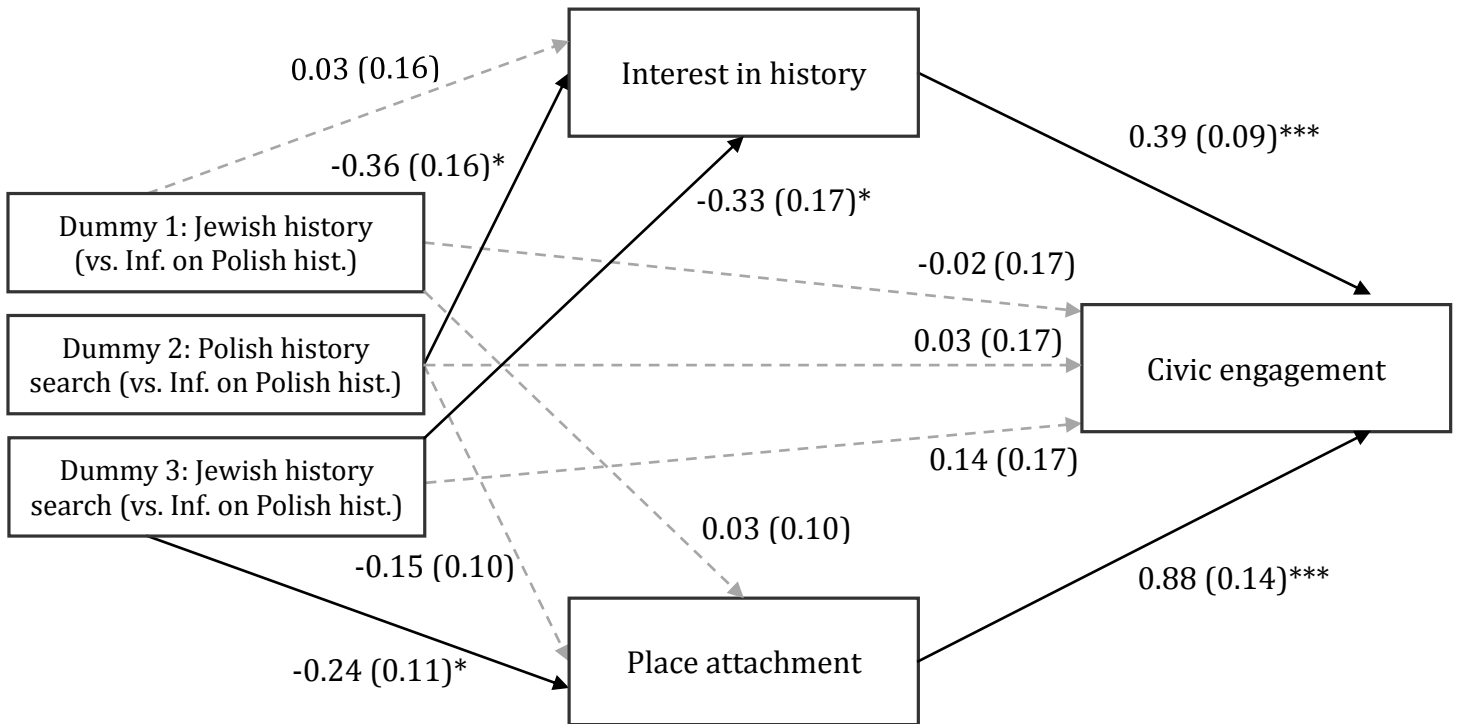 Interest in history
0.03 (0.16)
0.39 (0.09)***
-0.36 (0.16)*
-0.33 (0.17)*
Dummy 1: Jewish history
(vs. Inf. on Polish hist.)
-0.02 (0.17)
Dummy 2: Polish history
search (vs. Inf. on Polish hist.)
0.03 (0.17)
Civic engagement
Dummy 3: Jewish history
search (vs. Inf. on Polish hist.)
0.14 (0.17)
0.03 (0.10)
-0.15 (0.10)
0.88 (0.14)***
-0.24 (0.11)*
Place attachment